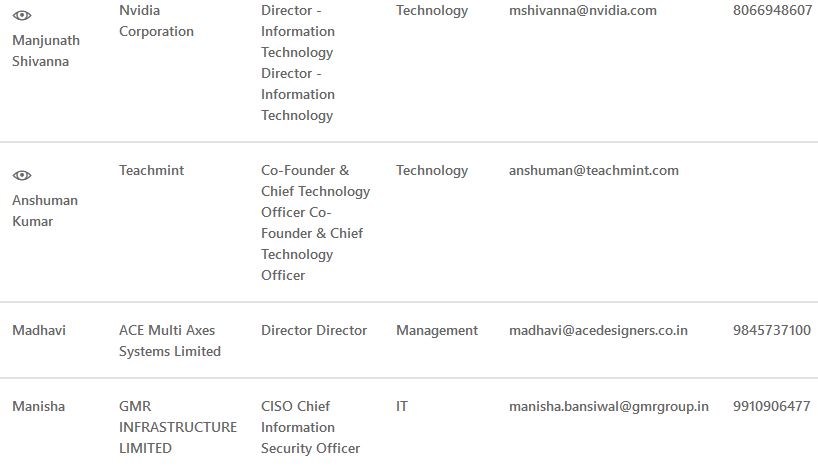 Manjunath Shivanna
Nvidia Corporation
Director - Information Technology Director - Information Technology
Technology
mshivanna@nvidia.com
8066948607
Anshuman Kumar
Teachmint
Co-Founder & Chief Technology Officer Co-Founder & Chief Technology Officer
Technology
anshuman@teachmint.com
Madhavi
ACE Multi Axes Systems Limited
Director Director
Management
madhavi@acedesigners.co.in
9845737100
Manisha
GMR INFRASTRUCTURE LIMITED
CISO Chief Information Security Officer
IT
manisha.bansiwal@gmrgroup.in
9910906477